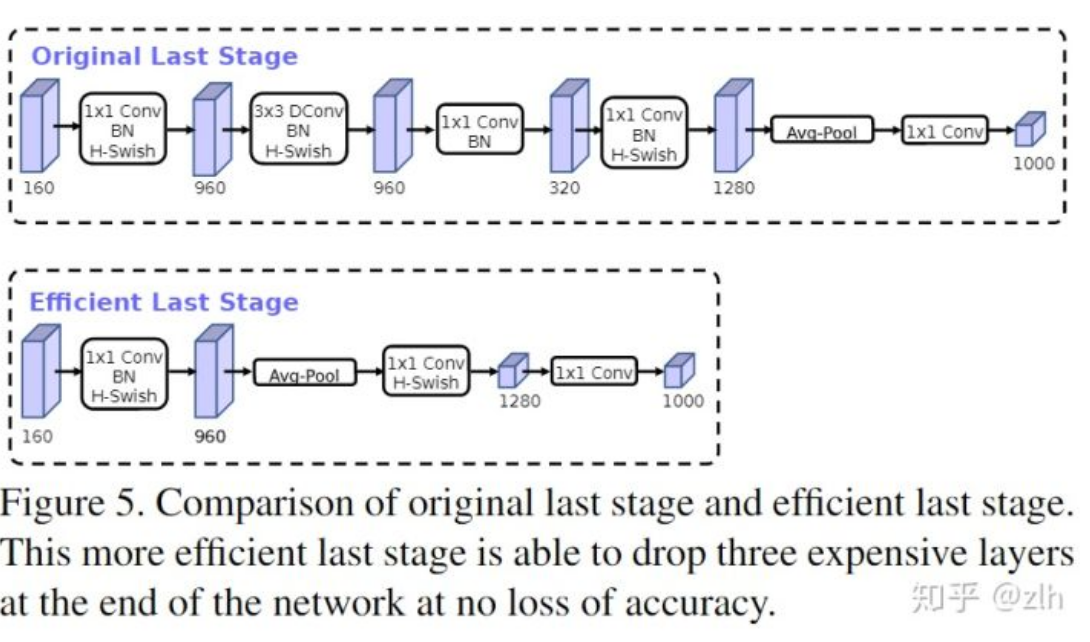 Original Last Stage
1x1 Conv
BN
H-Swish
3x3 DConv
BN
H-Swish
1x1 Conv
BN
1x1 Conv
BN
H-Swish
Avg-Pool
1x1 Conv
160
960
960
320
1280
1000
Efficient Last Stage
1x1 Conv
BN
H-Swish
Avg-Pool
1x1 Conv
H-Swish
1x1 Conv
160
960
1280
1000
Figure 5. Comparison of original last stage and efficient last stage.
This more efficient last stage is able to drop three expensive layers
at the end of the network at no loss of accuracy.
知乎 @zlh